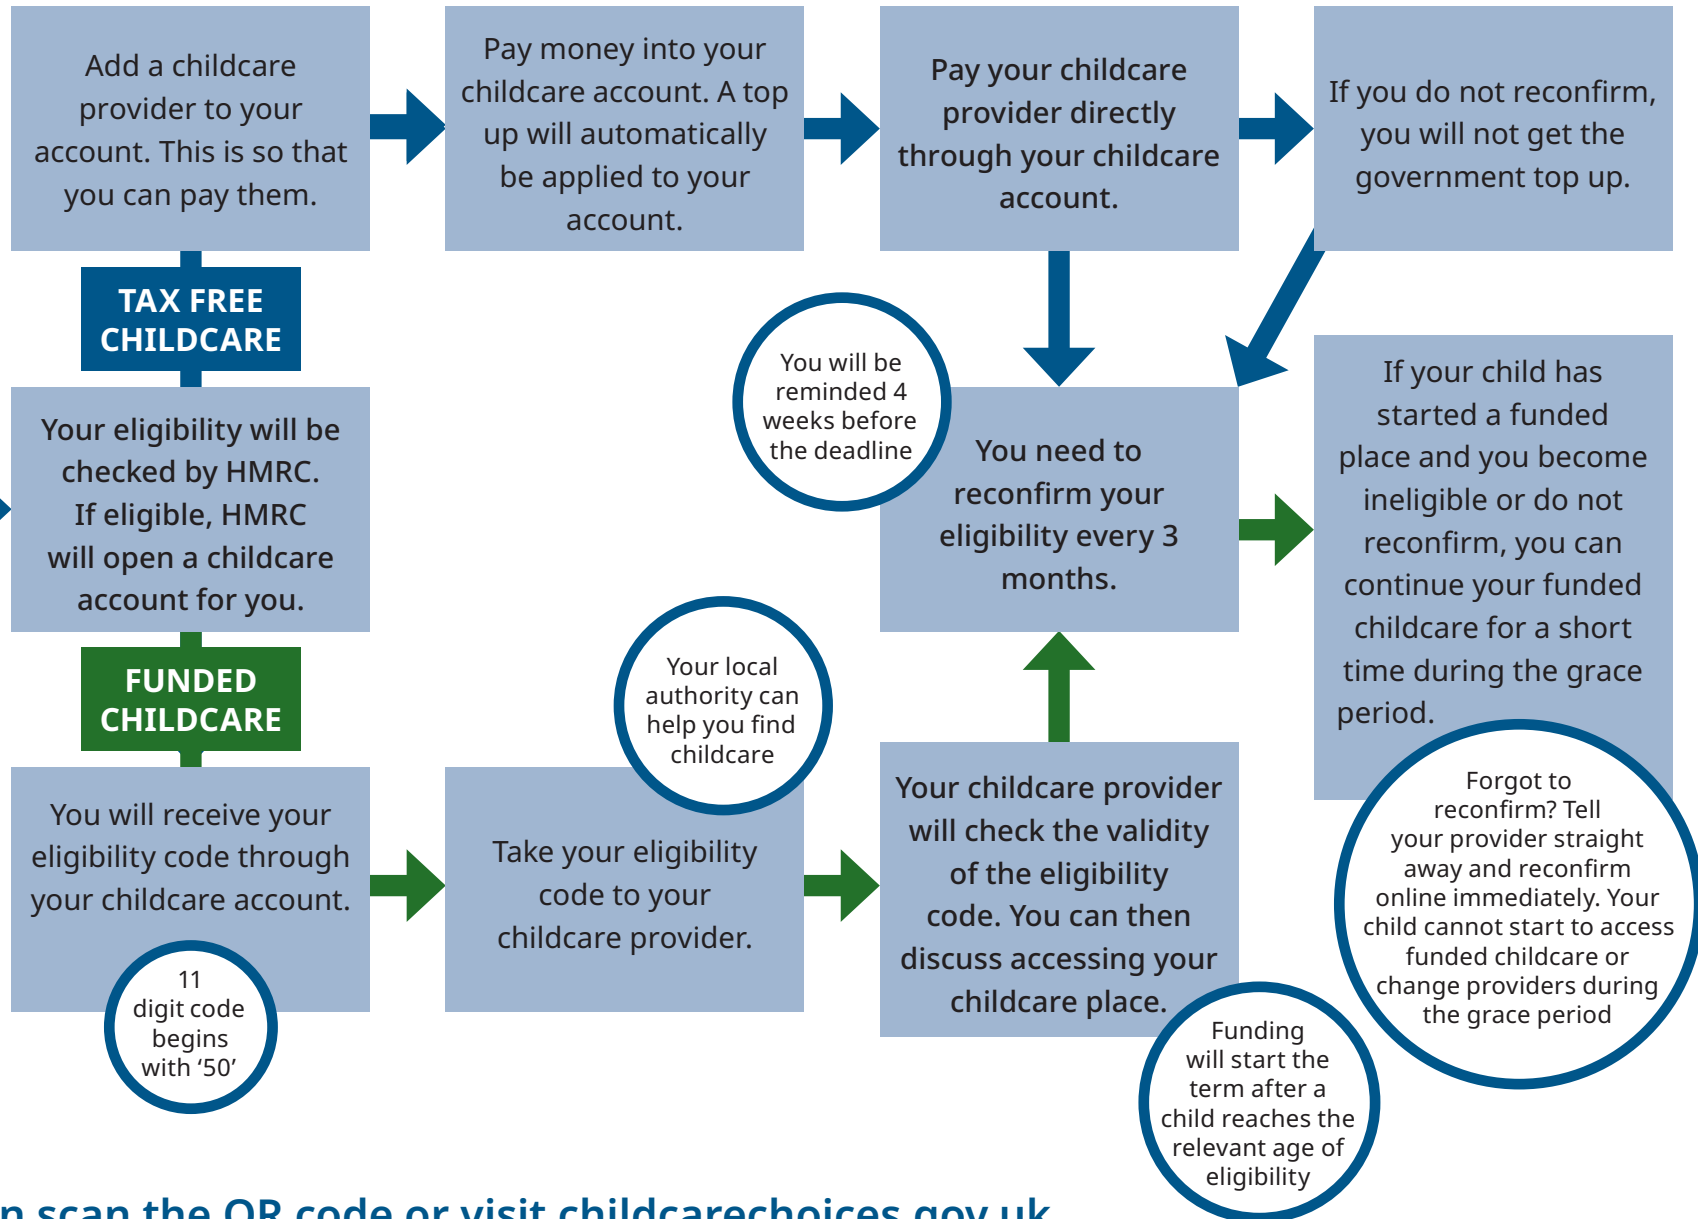 Add a childcare
provider to your
account. This is so that
you can pay them.
Pay money into your
childcare account. A top
up will automatically
be applied to your
account.
Pay your childcare
provider directly
through your childcare
account.
If you do not reconfirm,
you will not get the
government top up.
TAX FREE
CHILDCARE
Your eligibility will be
checked by HMRC.
If eligible, HMRC
will open a childcare
account for you.
You will be
reminded 4
weeks before
the deadline
You need to
reconfirm your
eligibility every 3
months.
If your child has
started a funded
place and you become
ineligible or do not
reconfirm, you can
continue your funded
childcare for a short
time during the grace
period.
FUNDED
CHILDCARE
You will receive your
eligibility code through
your childcare account.
11
digit code
begins
with ‘50’
Your local
authority can
help you find
childcare
Take your eligibility
code to your
childcare provider.
Your childcare provider
will check the validity
of the eligibility
code. You can then
discuss accessing your
childcare place.
Funding
will start the
term after a
child reaches the
relevant age of
eligibility
Forgot to
reconfirm? Tell
your provider straight
away and reconfirm
online immediately. Your
child cannot start to access
funded childcare or
change providers during
the grace period
n scan the QR code or visit childcarechoices.gov.uk